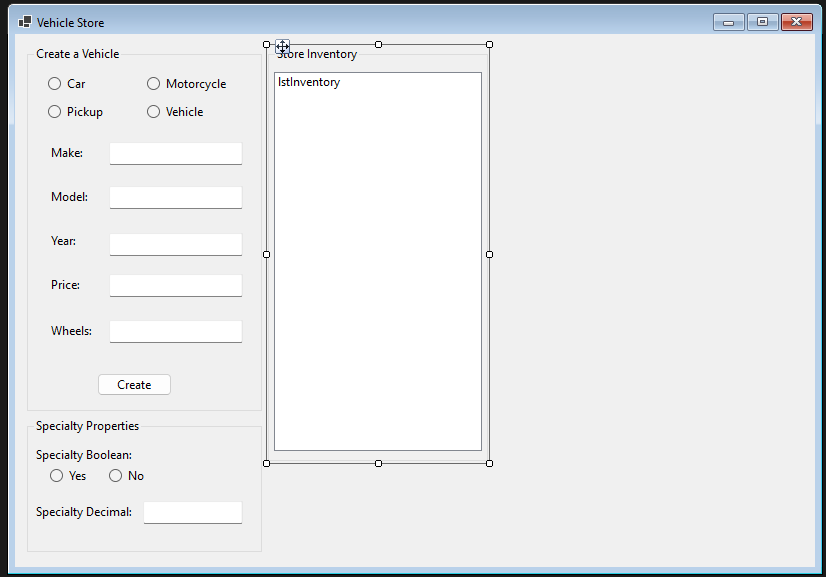 Vehicle Store
Create a Vehicle
Car
Motorcycle
Pickup
Vehicle
Make:
Model:
Year:
Price:
Wheels:
Create
Specialty Properties
Specialty Boolean:
Yes
No
Specialty Decimal:
Store Inventory
lstInventory